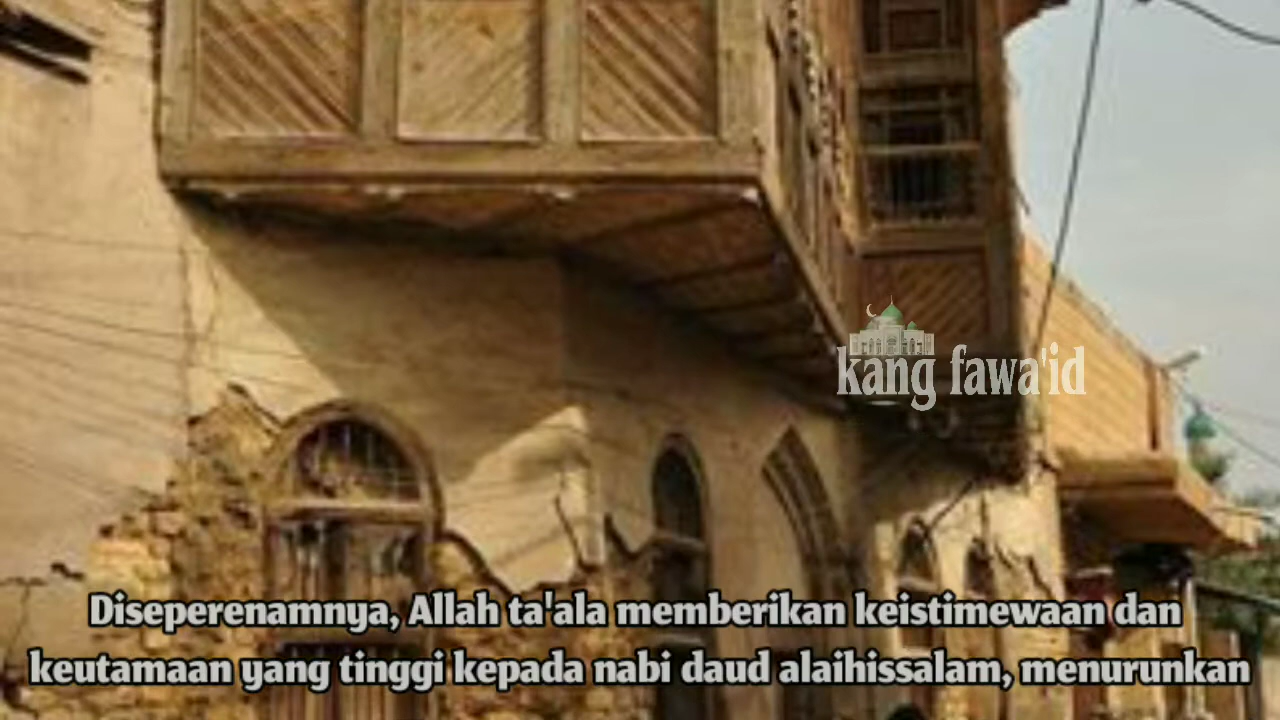 kang fawa'id
Diseperenamnya, Allah ta'ala memberikan keistimewaan dan
keutamaan yang tinggi kepada nabi daud alaihissalam, menurunkan